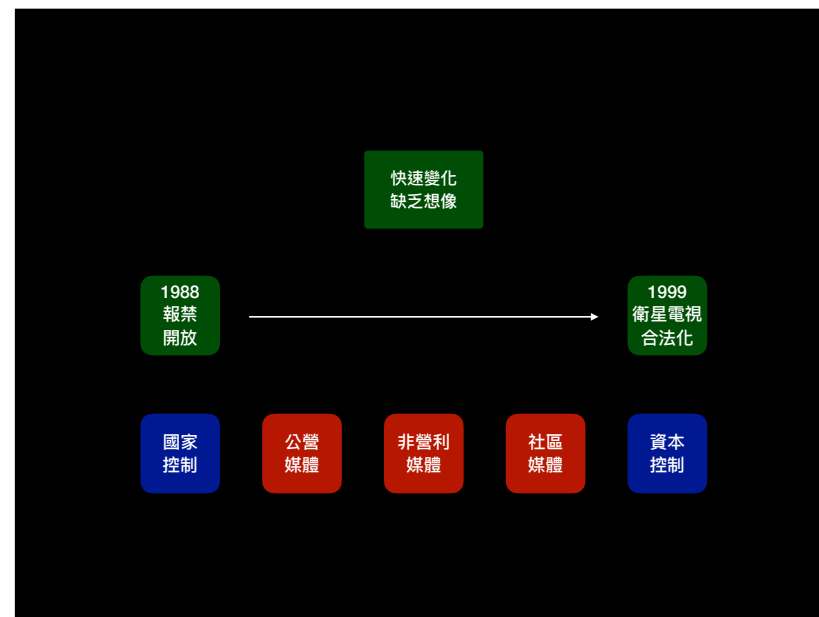 快速變化
缺乏想像
1988
報禁
開放
1999
衛星電視
合法化
國家
控制
公營
媒體
非營利
媒體
社區
媒體
資本
控制